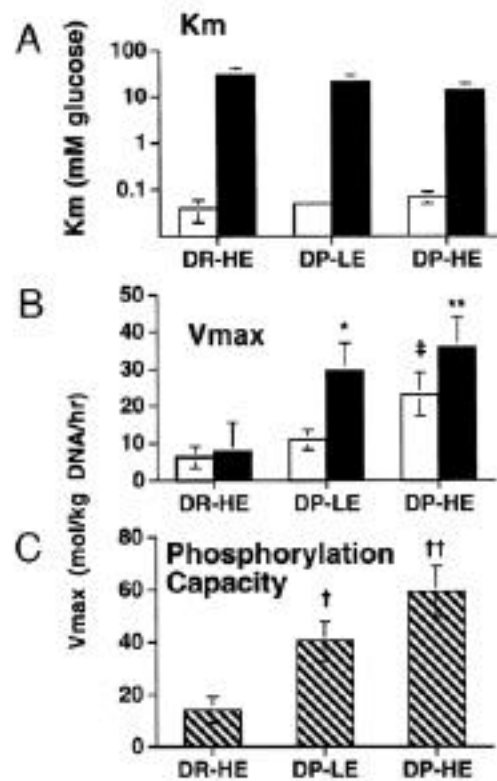 A
Km
Km (mM glucose)
100
10
1
0.1
DR-HE DP-LE DP-HE
B
Vmax
Vmax (mol/kg DNA/hr)
50
40
30
20
10
0
*
‡
**
DR-HE DP-LE DP-HE
C
Phosphorylation
Capacity
80
60
40
20
0
†
††
DR-HE DP-LE DP-HE